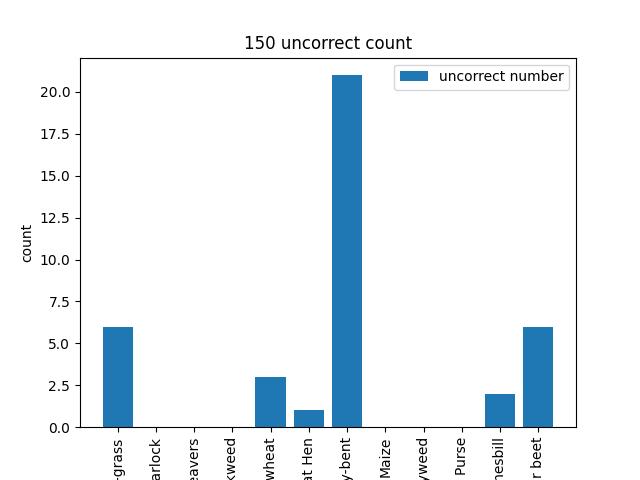 150 uncorrect count
uncorrect number
20.0
17.5
15.0
12.5
10.0
7.5
5.0
2.5
0.0
count
-grass
arlock
eavers
kweed
wheat
at Hen
y-bent
Maize
yweed
Purse
nesbill
r beet